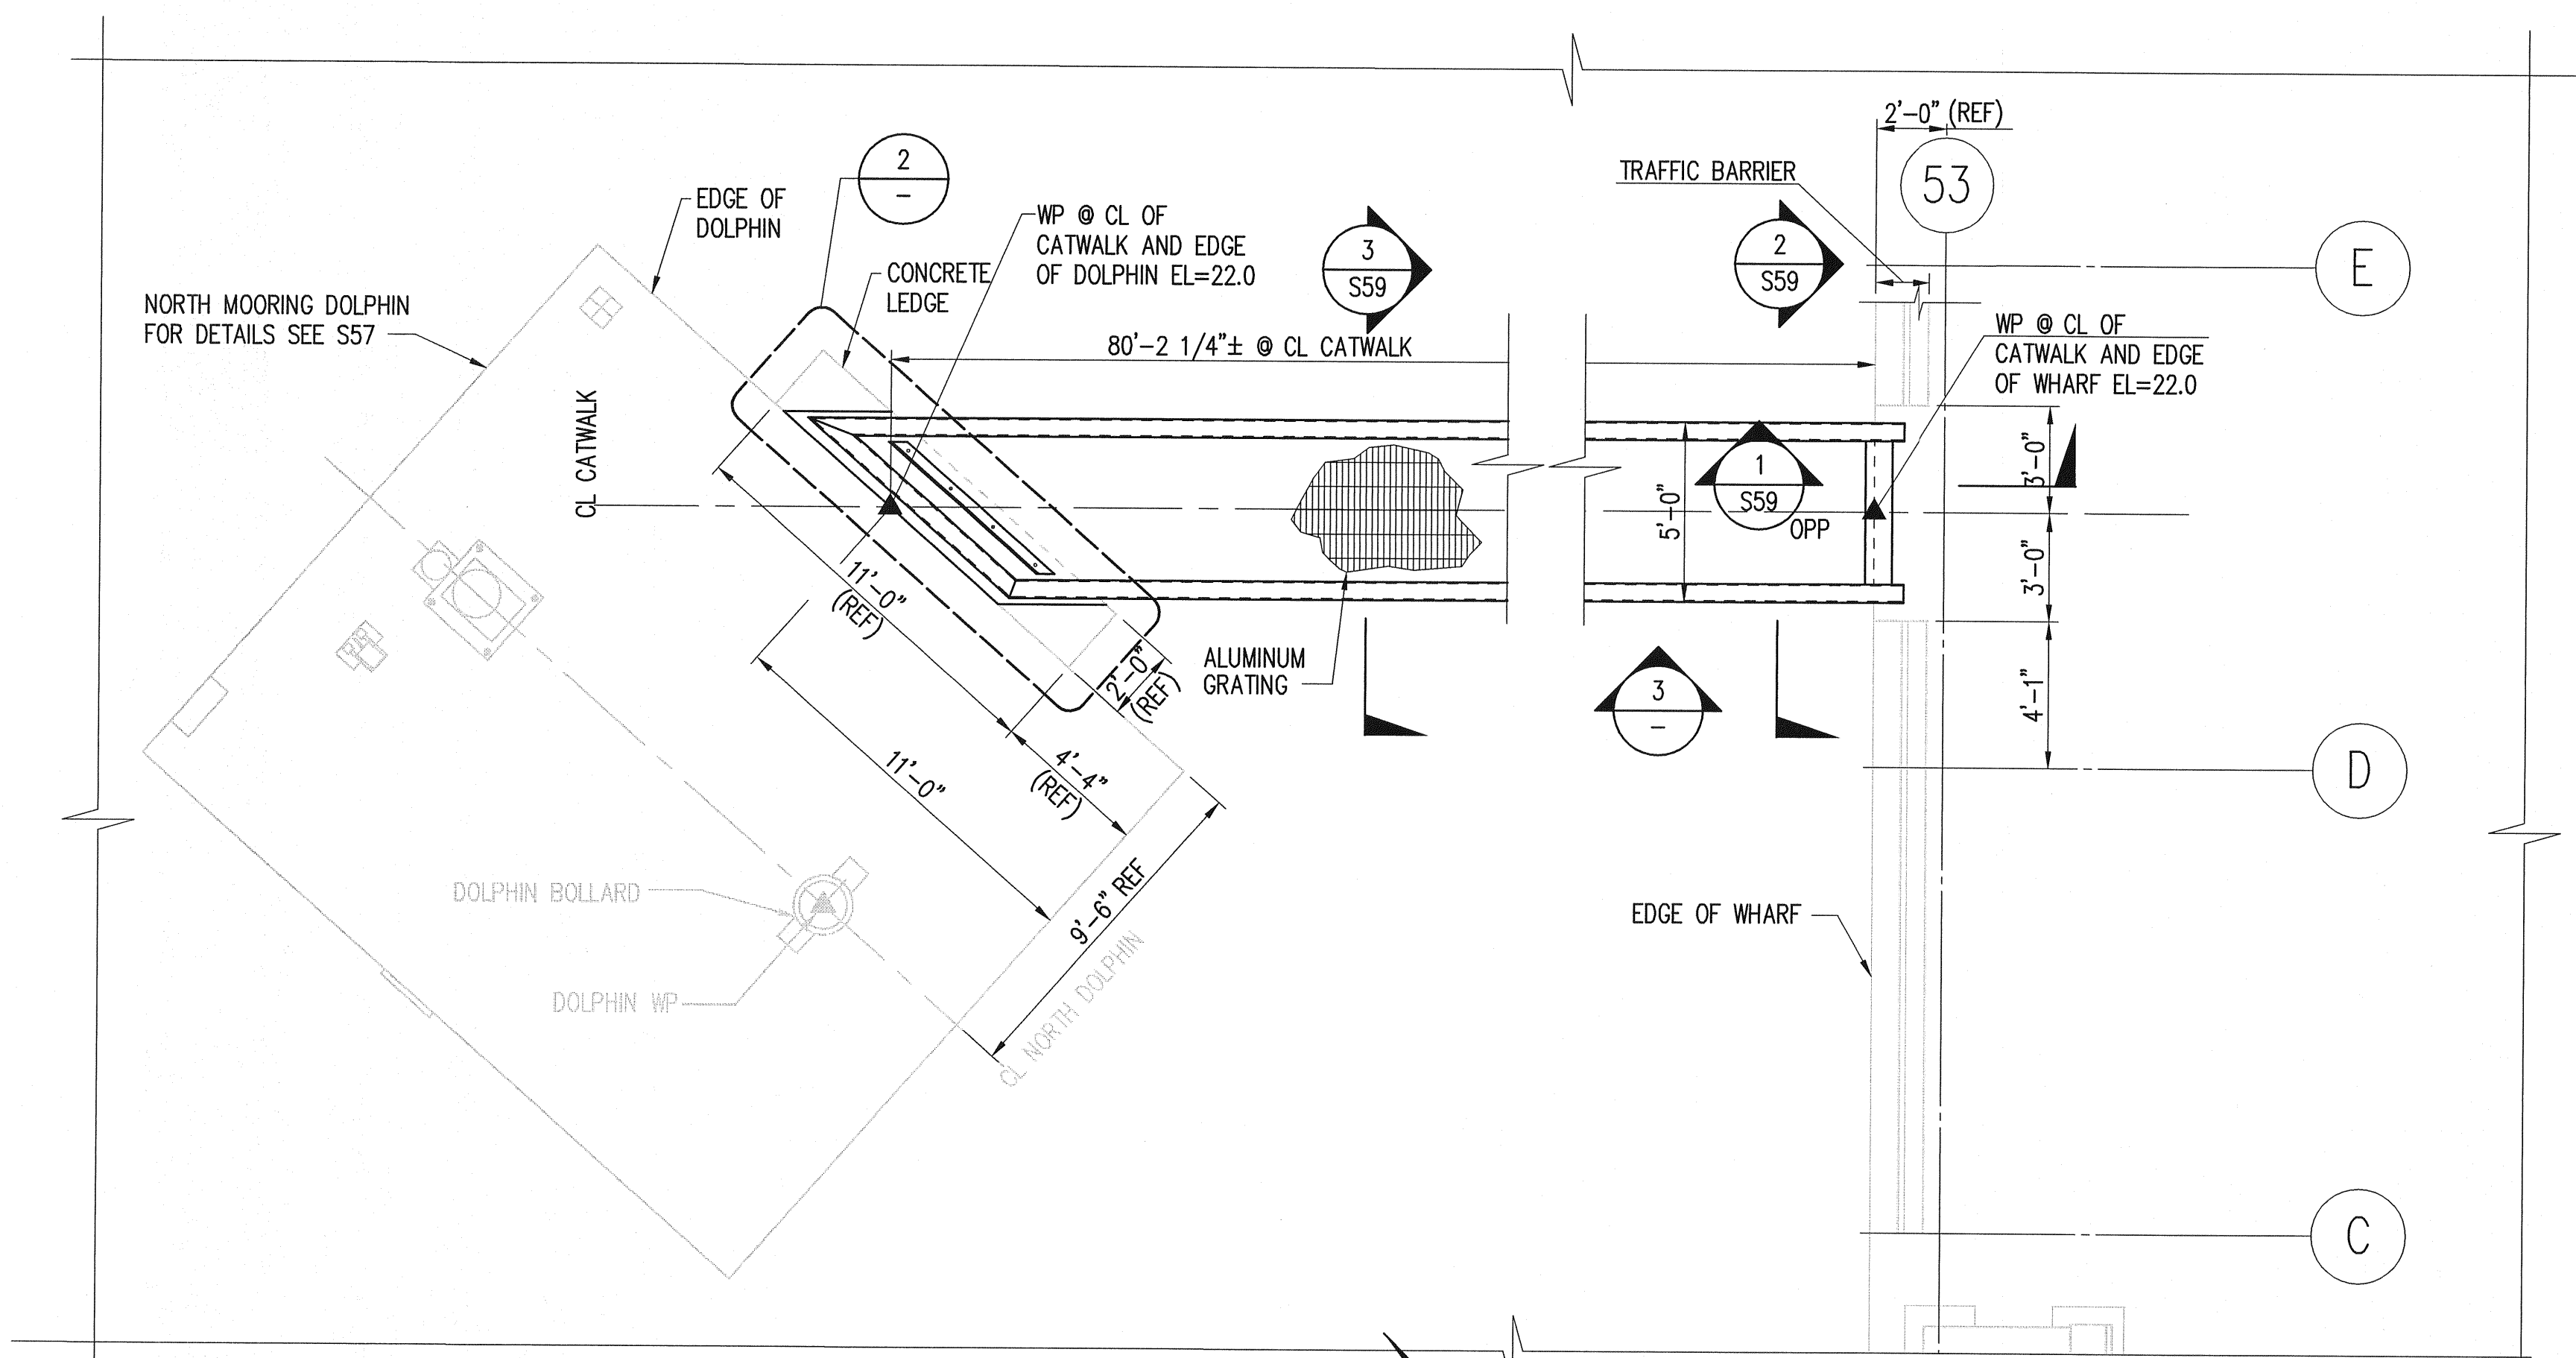 2'-0" (REF)
53
TRAFFIC BARRIER
2
-
EDGE OF
DOLPHIN
WP @ CL OF
CATWALK AND EDGE
OF DOLPHIN EL=22.0
3
S59
2
S59
E
CONCRETE
LEDGE
NORTH MOORING DOLPHIN
FOR DETAILS SEE S57
80'-2 1/4"± @ CL CATWALK
WP @ CL OF
CATWALK AND EDGE
OF WHARF EL=22.0
CL CATWALK
3'-0"
1
S59
OPP
5'-0"
3'-0"
11'-0"
(REF)
2'-0"
(REF)
ALUMINUM
GRATING
3
-
4'-1"
D
11'-0"
4'-4"
(REF)
DOLPHIN BOLLARD
9'-6" REF
EDGE OF WHARF
DOLPHIN WP
CL NORTH DOLPHIN
C